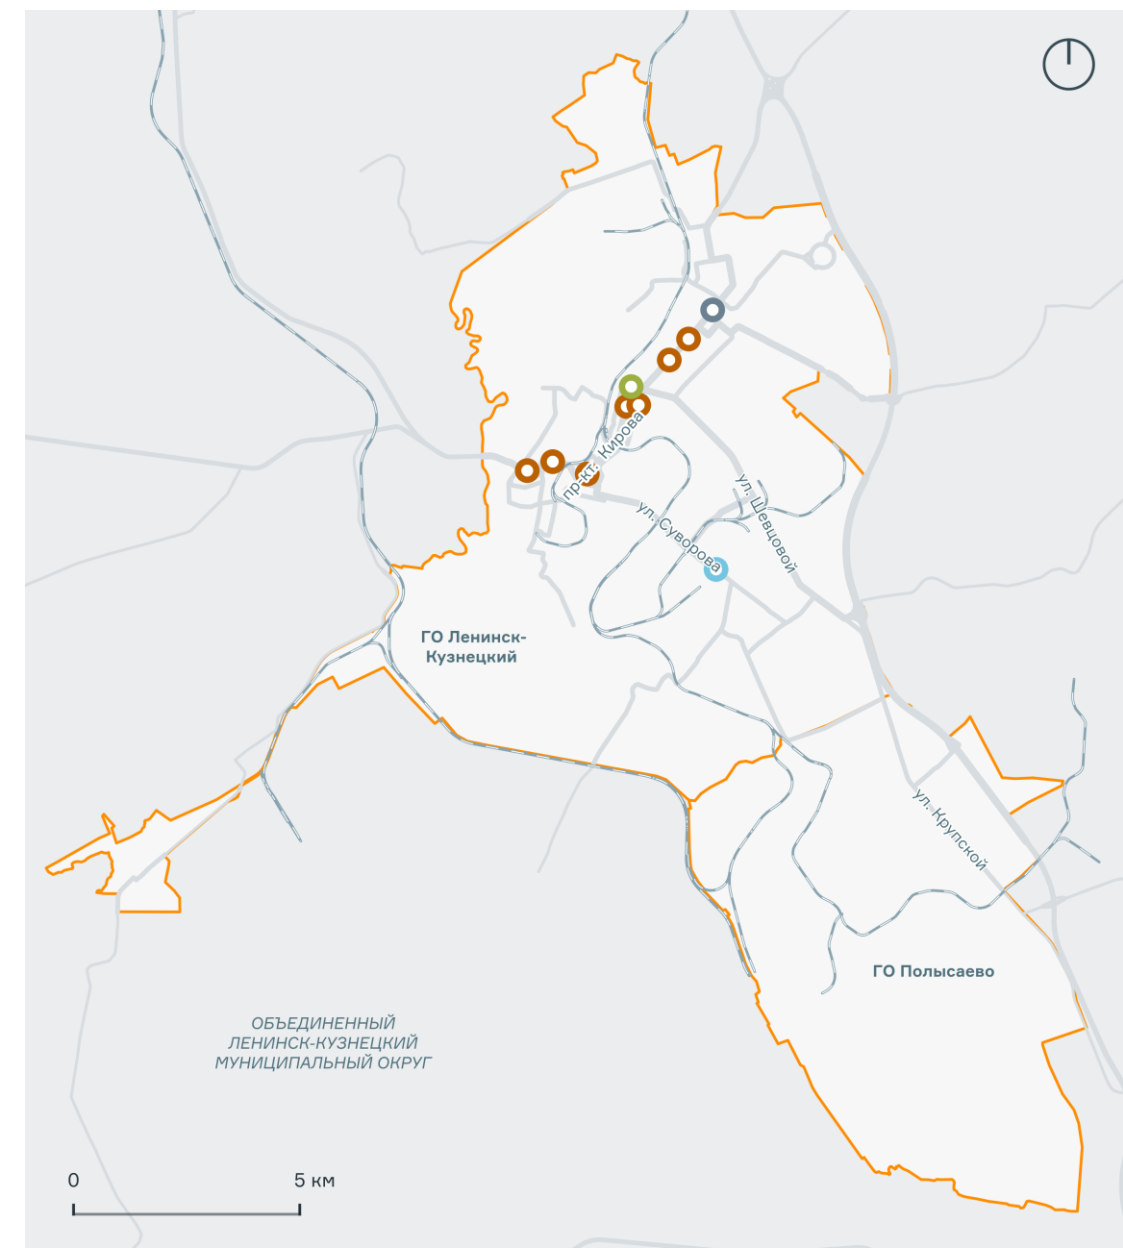 пр-кт. Кирова
ул. Шевцовой
ул. Суворова
ГО Ленинск-
Кузнецкий
ул. Крупской
ГО Полысаево
ОБЪЕДИНЕННЫЙ
ЛЕНИНСК-КУЗНЕЦКИЙ
МУНИЦИПАЛЬНЫЙ ОКРУГ
0
5 км